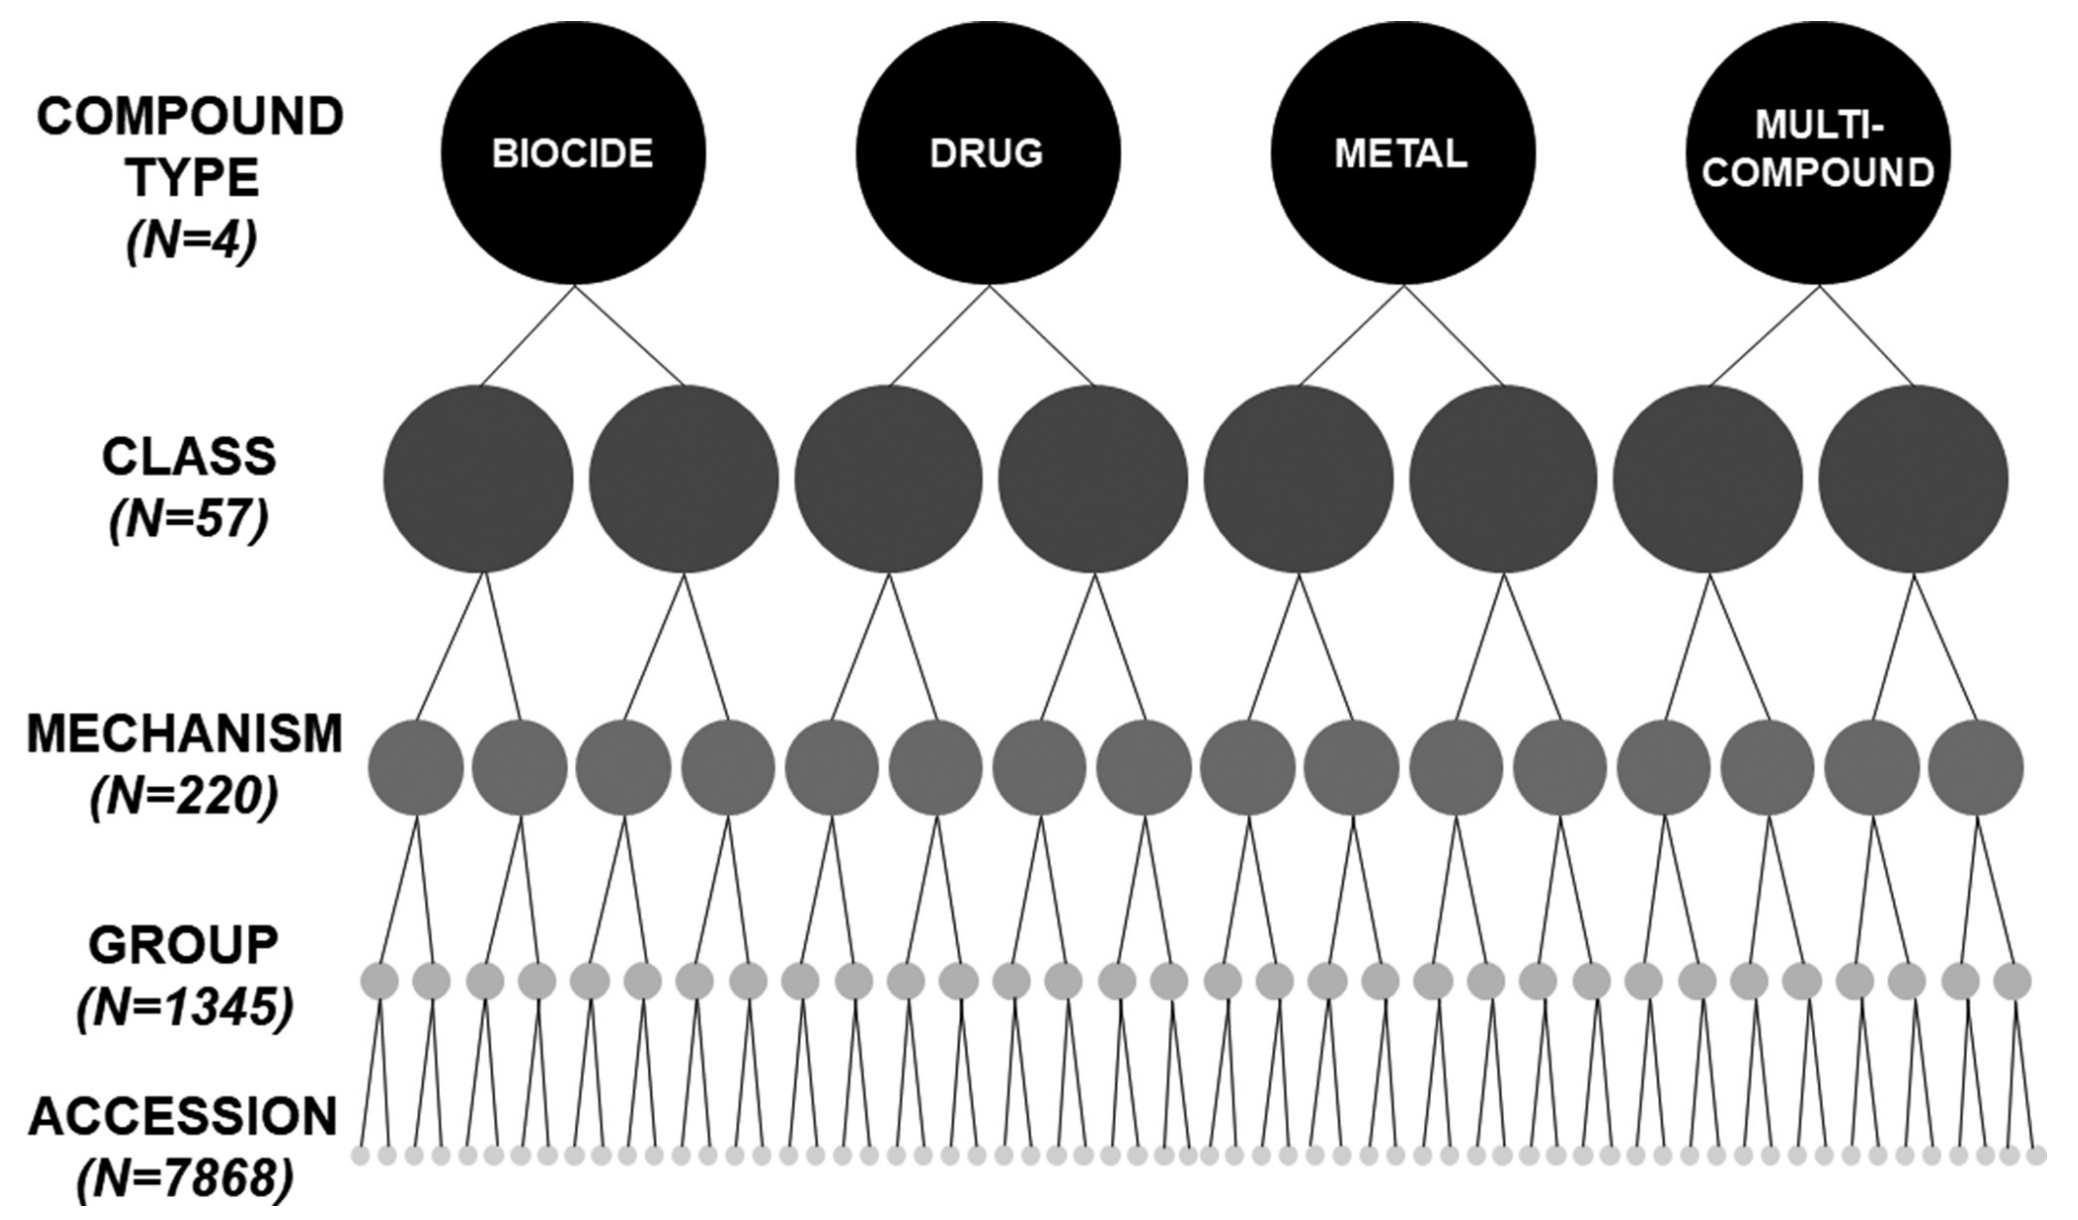 COMPOUND
TYPE
(N=4)
BIOCIDE
DRUG
METAL
MULTI-
COMPOUND
CLASS
(N=57)
MECHANISM
(N=220)
GROUP
(N=1345)
ACCESSION
(N=7868)